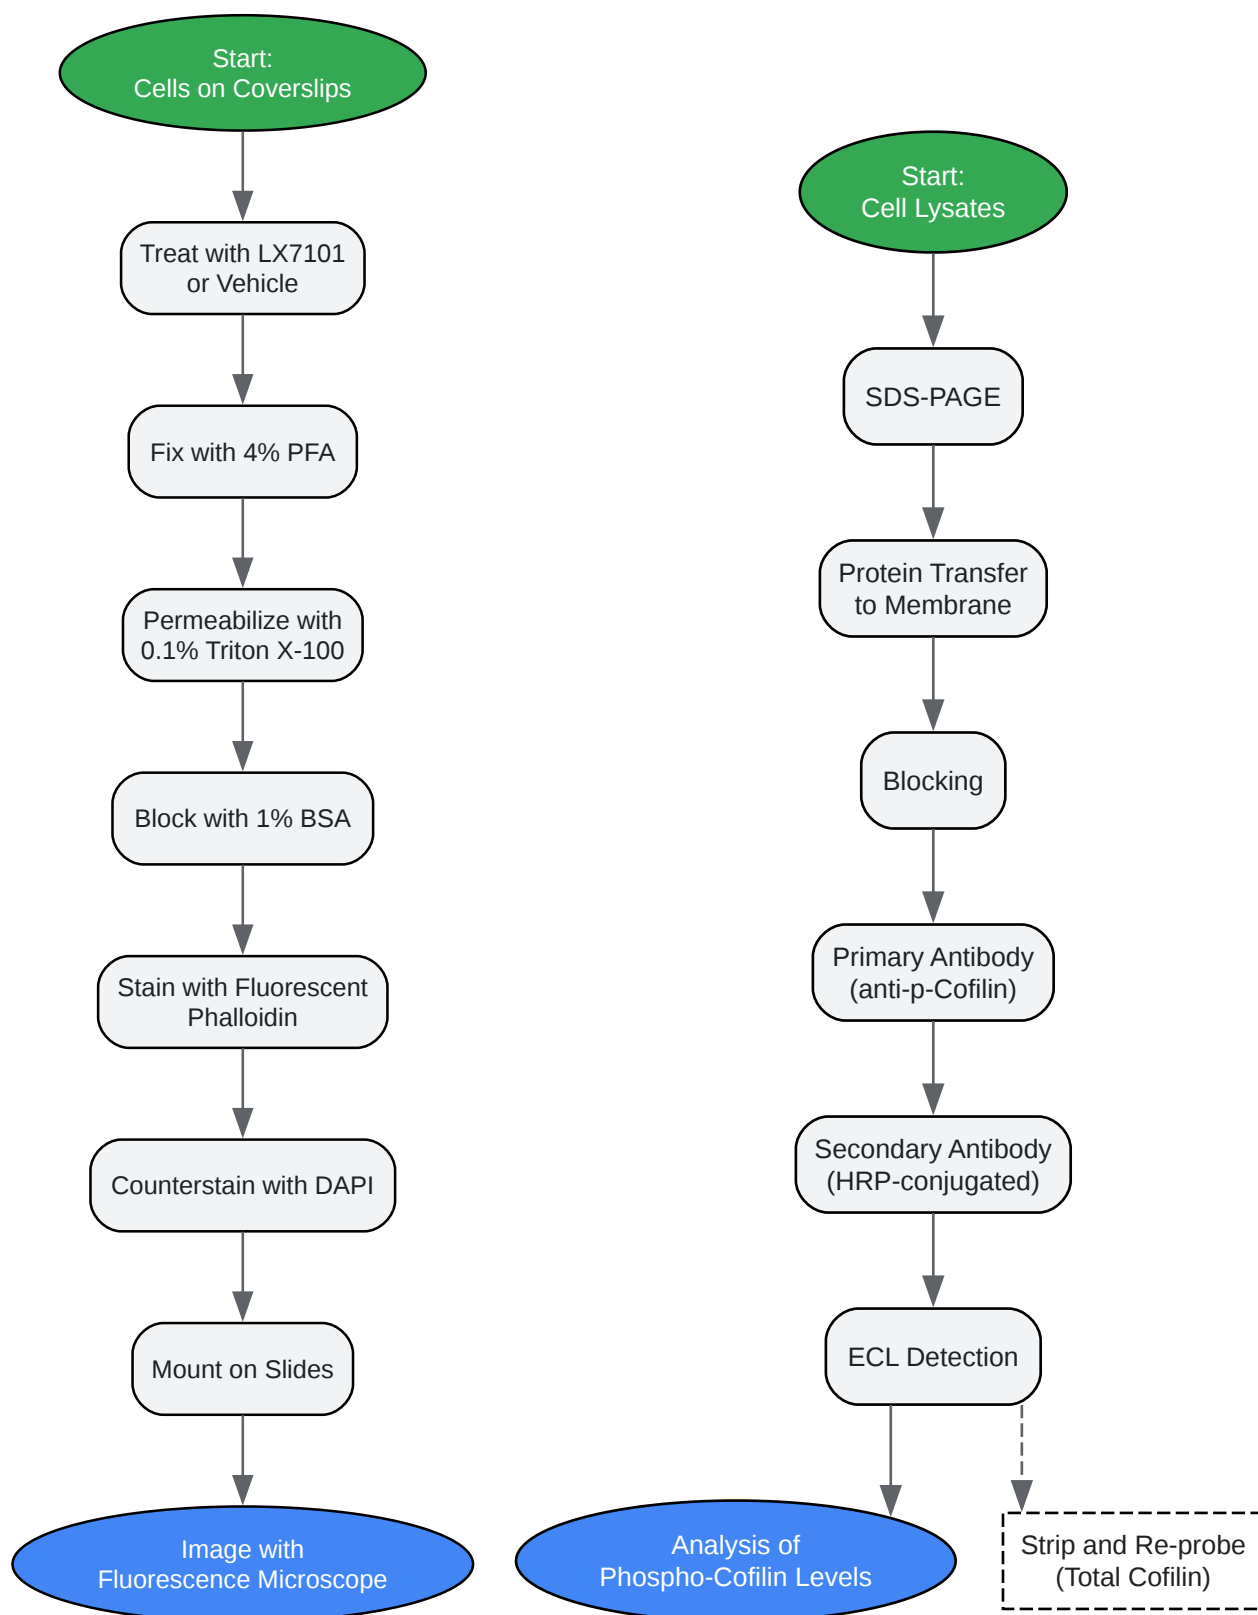 Start:
Cells on Coverslips
Treat with LX7101
or Vehicle
Fix with 4% PFA
Permeabilize with
0.1% Triton X-100
Block with 1% BSA
Stain with Fluorescent
Phalloidin
Counterstain with DAPI
Mount on Slides
Image with
Fluorescence Microscope
Start:
Cell Lysates
SDS-PAGE
Protein Transfer
to Membrane
Blocking
Primary Antibody
(anti-p-Cofilin)
Secondary Antibody
(HRP-conjugated)
ECL Detection
Analysis of
Phospho-Cofilin Levels
Strip and Re-probe
(Total Cofilin)